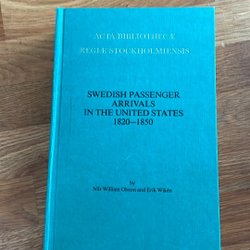 ACTA BIBLIOTHECÆ
REGIÆ STOCKHOLMIENSIS
SWEDISH PASSENGER
ARRIVALS
IN THE UNITED STATES
1820—1850
by
Nils William Olsson and Erik Wikén